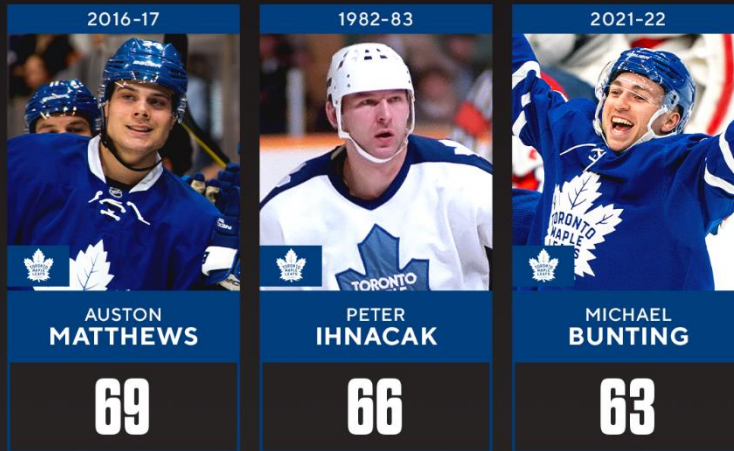 2016-17
1982-83
2021-22
TORONTO
TORONTO
MAPLE
LEAFS
AUSTON
MATTHEWS
PETER
IHNACAK
MICHAEL
BUNTING
69
66
63